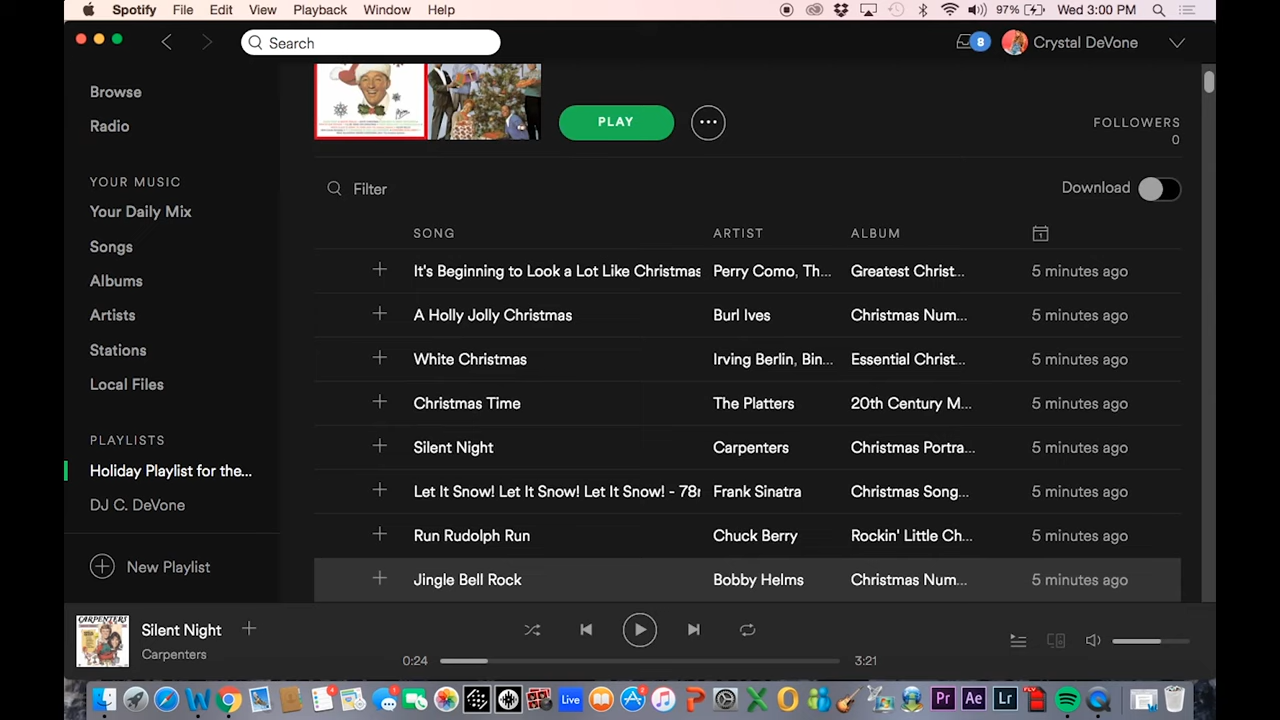 Spotify File Edit View Playback Window Help 97% Wed 3:00 PM
Search
8 Crystal DeVone
Browse
Radio
PLAY
FOLLOWERS
0
YOUR MUSIC
Your Daily Mix
Songs
Albums
Artists
Stations
Local Files
PLAYLISTS
Holiday Playlist for the...
DJ C. DeVone
New Playlist
Filter
Download
SONG ARTIST ALBUM
It's Beginning to Look a Lot Like Christmas Perry Como, Th... Greatest Christ... 5 minutes ago
A Holly Jolly Christmas Burl Ives Christmas Num... 5 minutes ago
White Christmas Irving Berlin, Bin... Essential Christ... 5 minutes ago
Christmas Time The Platters 20th Century M... 5 minutes ago
Silent Night Carpenters Christmas Portra... 5 minutes ago
Let It Snow! Let It Snow! Let It Snow! - 78r Frank Sinatra Christmas Song... 5 minutes ago
Run Rudolph Run Chuck Berry Rockin' Little Ch... 5 minutes ago
Jingle Bell Rock Bobby Helms Christmas Num... 5 minutes ago
CARPENTERS
Silent Night
Carpenters
0:24 3:21
Live Pr Ae Lr